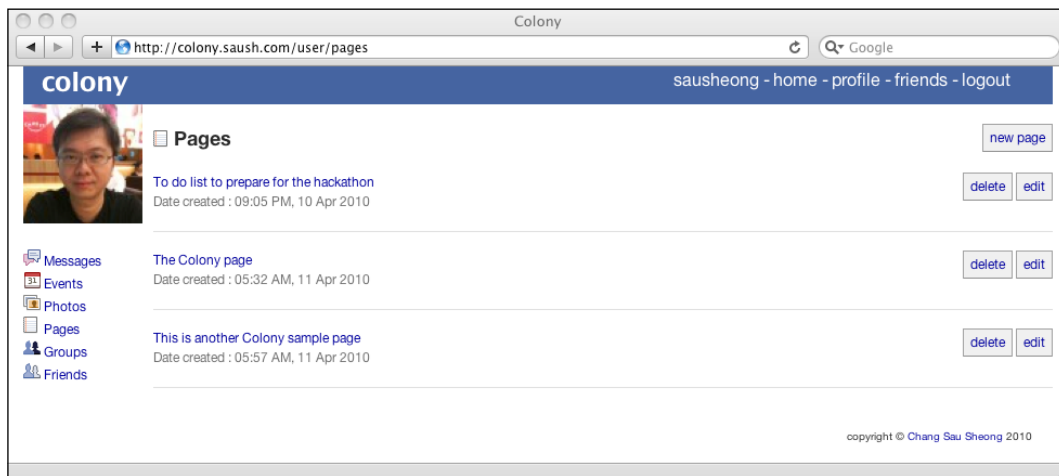 Colony
http://colony.saush.com/user/pages
Google
colony
sausheong - home - profile - friends - logout
Pages
new page
To do list to prepare for the hackathon
Date created : 09:05 PM, 10 Apr 2010
delete edit
Messages
Events
Photos
Pages
Groups
Friends
The Colony page
Date created : 05:32 AM, 11 Apr 2010
delete edit
This is another Colony sample page
Date created : 05:57 AM, 11 Apr 2010
delete edit
copyright © Chang Sau Sheong 2010